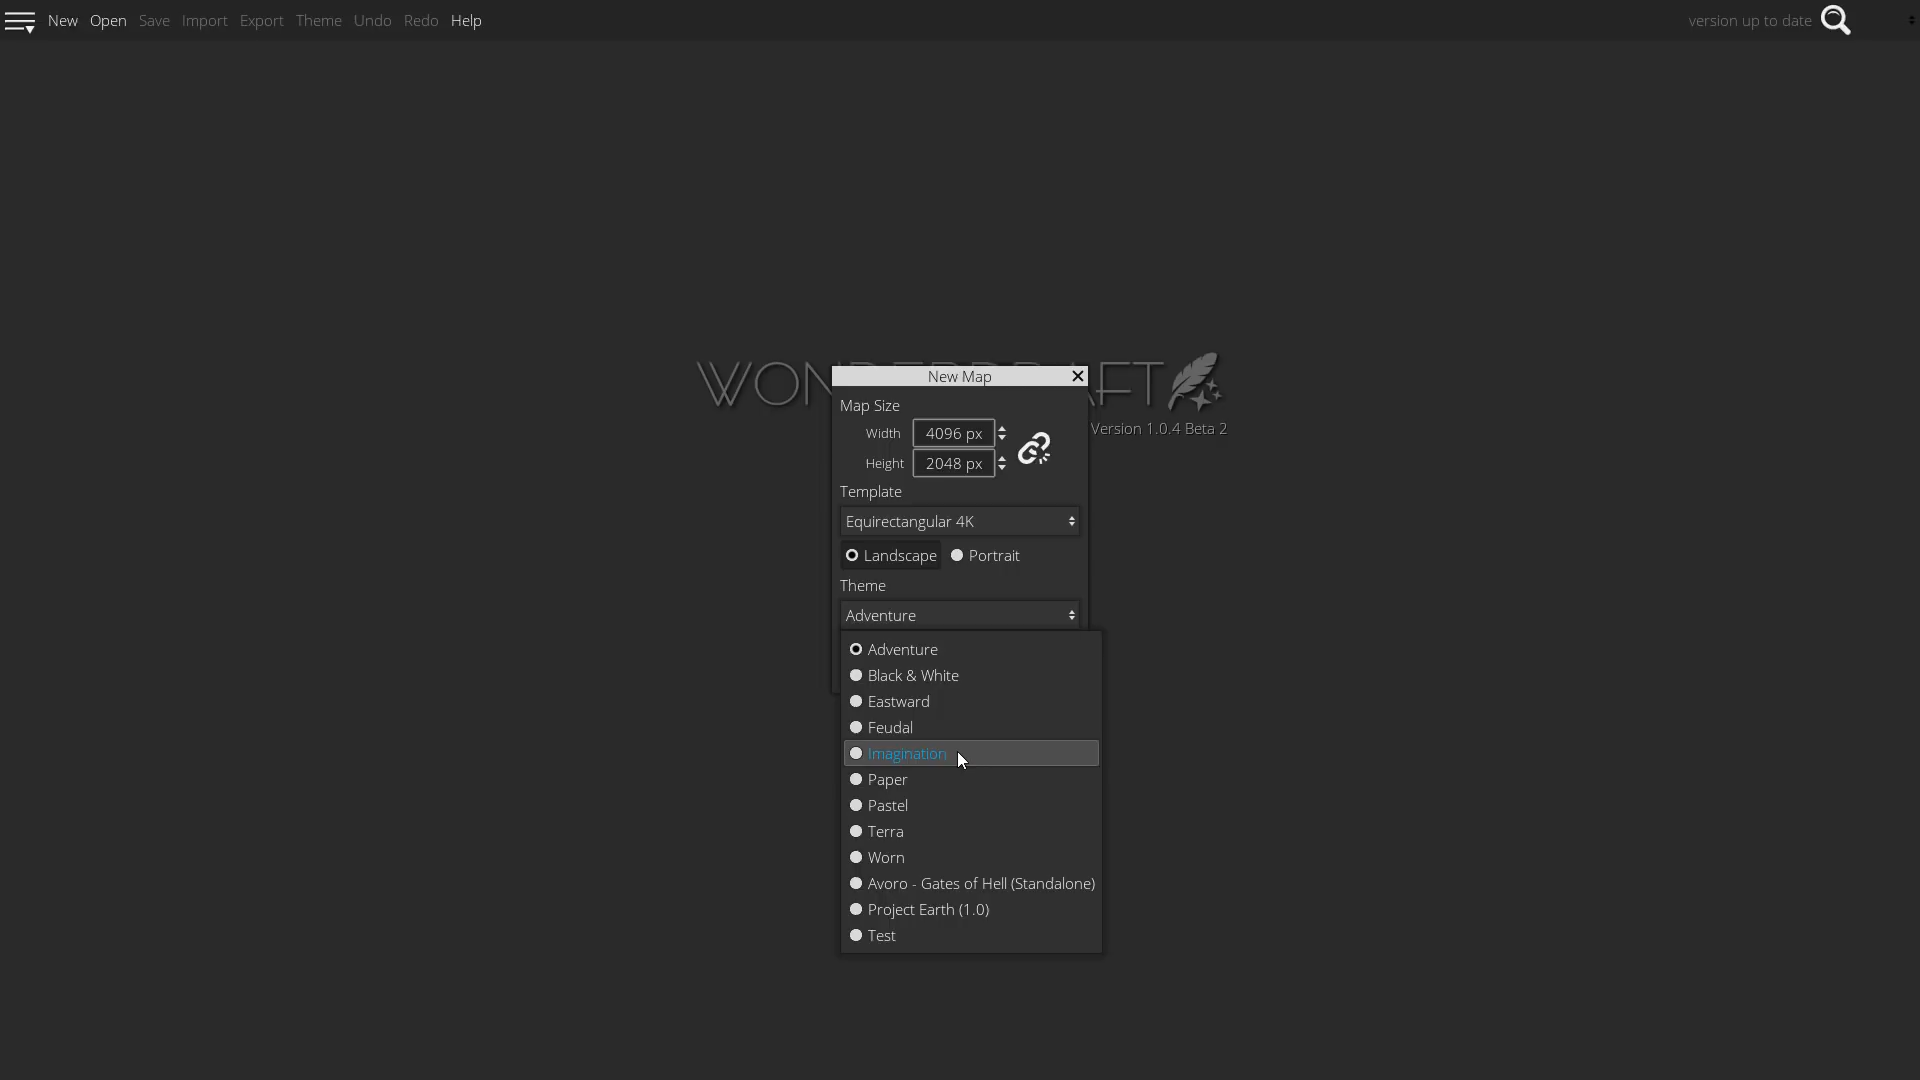 New Open Save Import Export Theme Undo Redo Help
version up to date
WON
AFT
New Map
Map Size
Width 4096 px
Height 2048 px
Version 1.0.4 Beta 2
Template
Equirectangular 4K
Landscape Portrait
Theme
Adventure
Adventure
Black & White
Eastward
Feudal
Imagination
Paper
Pastel
Terra
Worn
Avoro - Gates of Hell (Standalone)
Project Earth (1.0)
Test